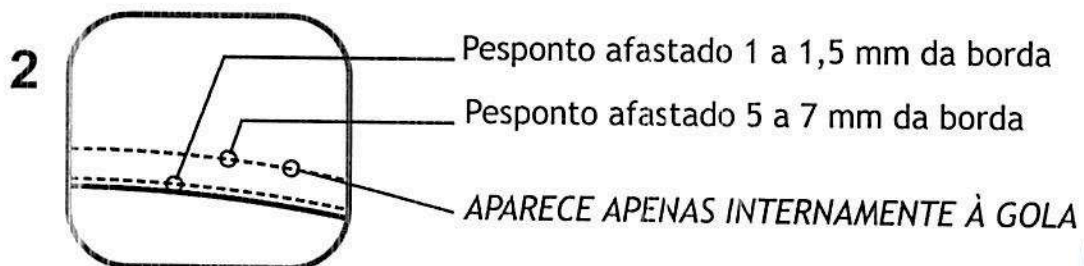 2
Pesponto afastado 1 a 1,5 mm da borda
Pesponto afastado 5 a 7 mm da borda
APARECE APENAS INTERNAMENTE À GOLA